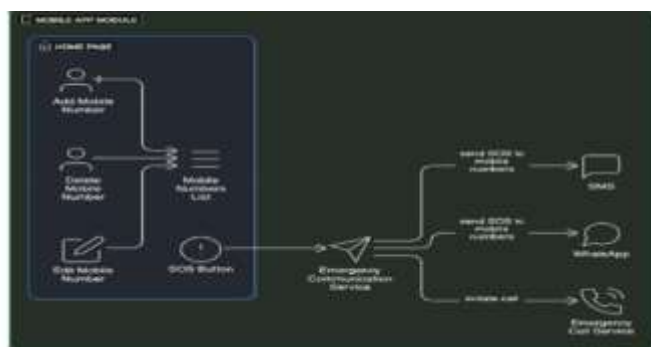 MOBILE APP MODULE
HOME PAGE
Add Mobile
Number
Delete
Mobile
Number
Mobile
Numbers
List
Edit Mobile
Number
SOS Button
Emergency
Communication
Service
send SOS to
mobile
numbers
SMS
send SOS to
mobile
numbers
WhatsApp
initiate call
Emergency
Call Service